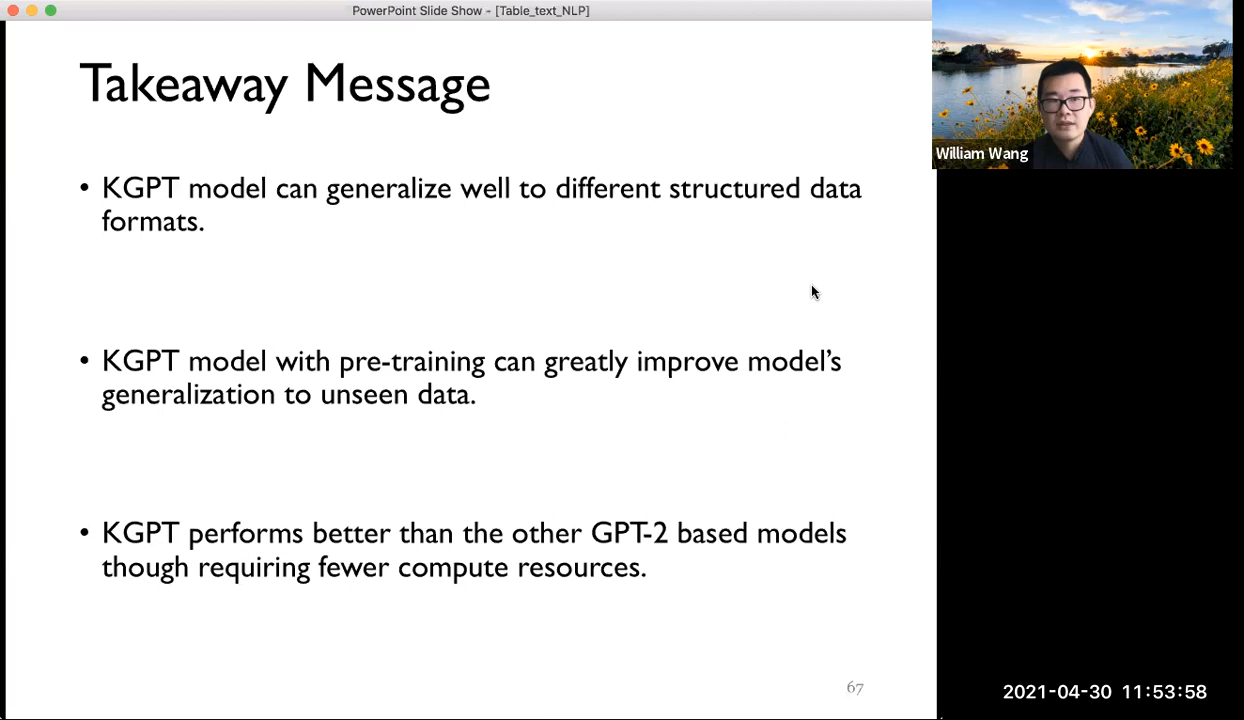 PowerPoint Slide Show - [Table_text_NLP]
Takeaway Message
• KGPT model can generalize well to different structured data
formats.
• KGPT model with pre-training can greatly improve model's
generalization to unseen data.
• KGPT performs better than the other GPT-2 based models
though requiring fewer compute resources.
67
William Wang
2021-04-30 11:53:58